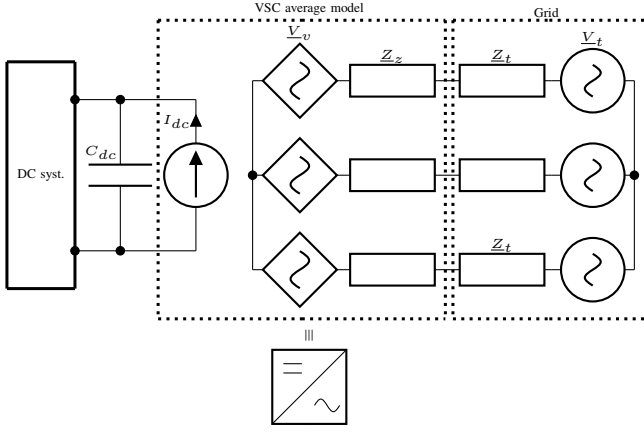 VSC average model
Grid
V_v
Z_z
Z_t
V_t
I_dc
C_dc
DC syst.
Z_t